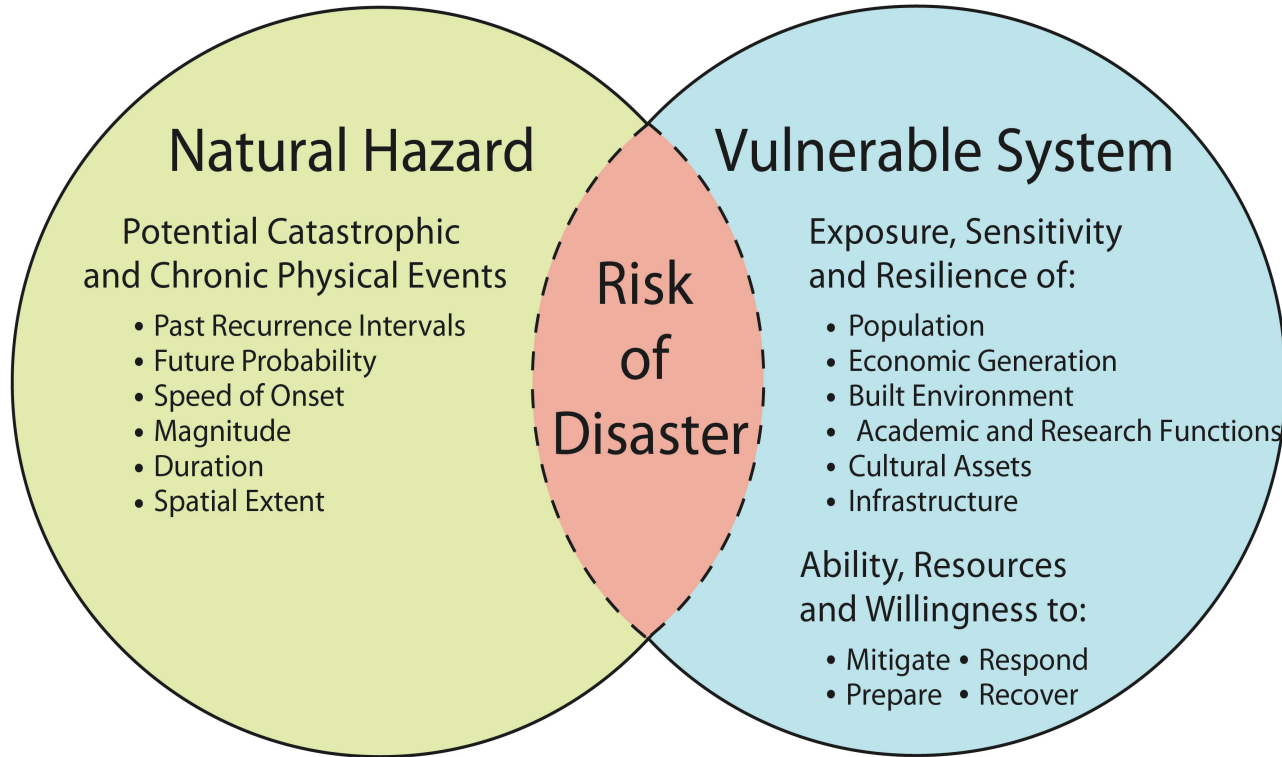 Natural Hazard
Potential Catastrophic
and Chronic Physical Events
• Past Recurrence Intervals
• Future Probability
• Speed of Onset
• Magnitude
• Duration
• Spatial Extent
Risk
of
Disaster
Vulnerable System
Exposure, Sensitivity
and Resilience of:
• Population
• Economic Generation
• Built Environment
• Academic and Research Functions
• Cultural Assets
• Infrastructure
Ability, Resources
and Willingness to:
• Mitigate • Respond
• Prepare • Recover